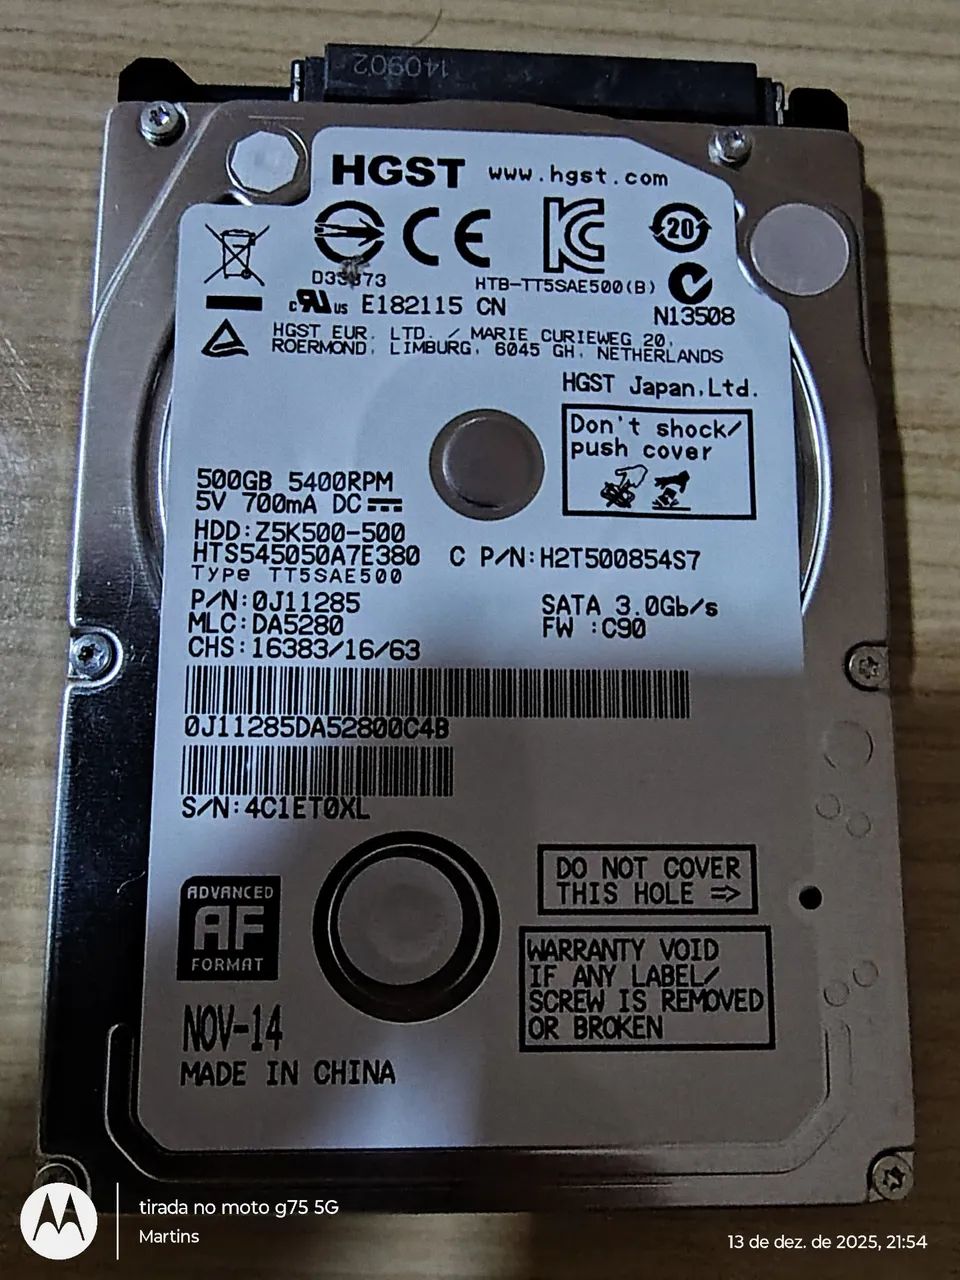 140902
HGST www.hgst.com
20
HTB-TT5SAE500(B)
c us E182115 CN
N13508
HGST EUR. LTD. / MARIE CURIEWEG 20,
ROERMOND, LIMBURG, 6045 GH, NETHERLANDS
HGST Japan,Ltd.
Don't shock/
push cover
500GB 5400RPM
5V 700mA DC
HDD:Z5K500-500
HTS545050A7E380 C P/N:H2T500854S7
Type TT5SAE500
P/N:0J11285
SATA 3.0Gb/s
MLC:DA5280
FW :C90
CHS:16383/16/63
0J11285DA52800C4B
S/N:4C1ET0XL
DO NOT COVER
THIS HOLE ⇒
ADVANCED
AF
FORMAT
WARRANTY VOID
IF ANY LABEL/
SCREW IS REMOVED
OR BROKEN
NOV-14
MADE IN CHINA
tirada no moto g75 5G
Martins
13 de dez. de 2025, 21:54